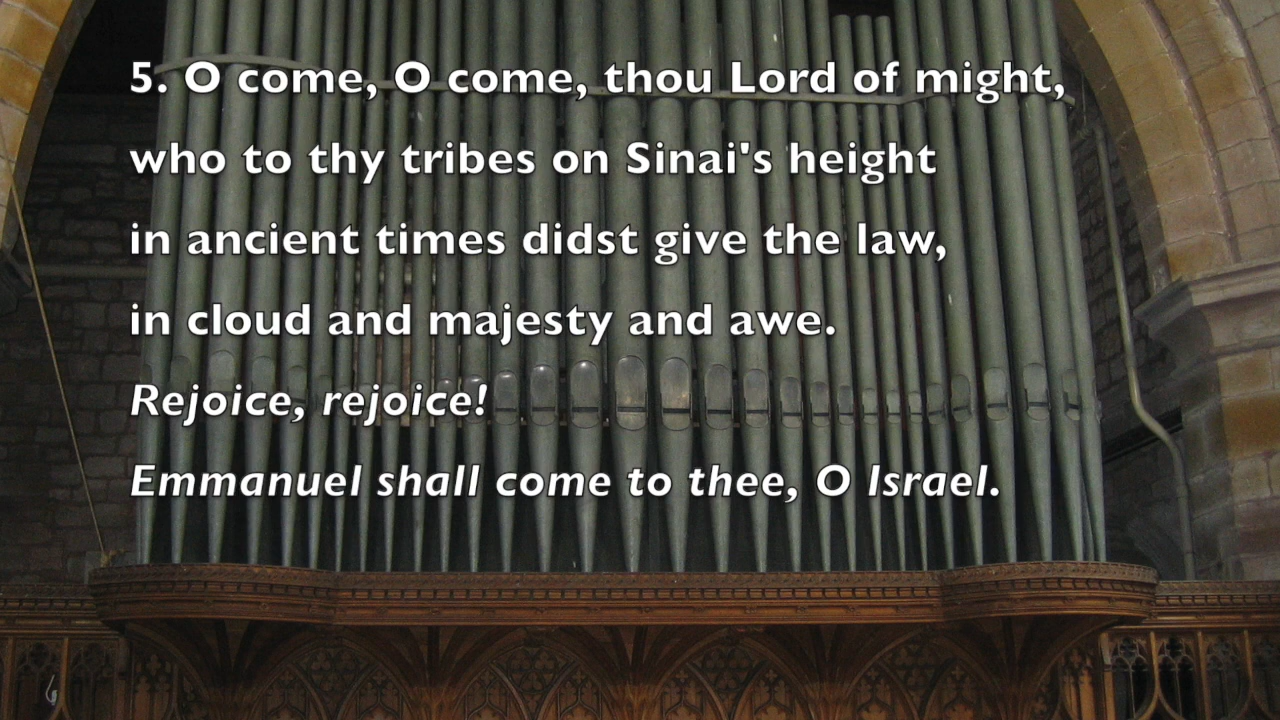 5. O come, O come, thou Lord of might,
who to thy tribes on Sinai's height
in ancient times didst give the law,
in cloud and majesty and awe.
Rejoice, rejoice!
Emmanuel shall come to thee, O Israel.